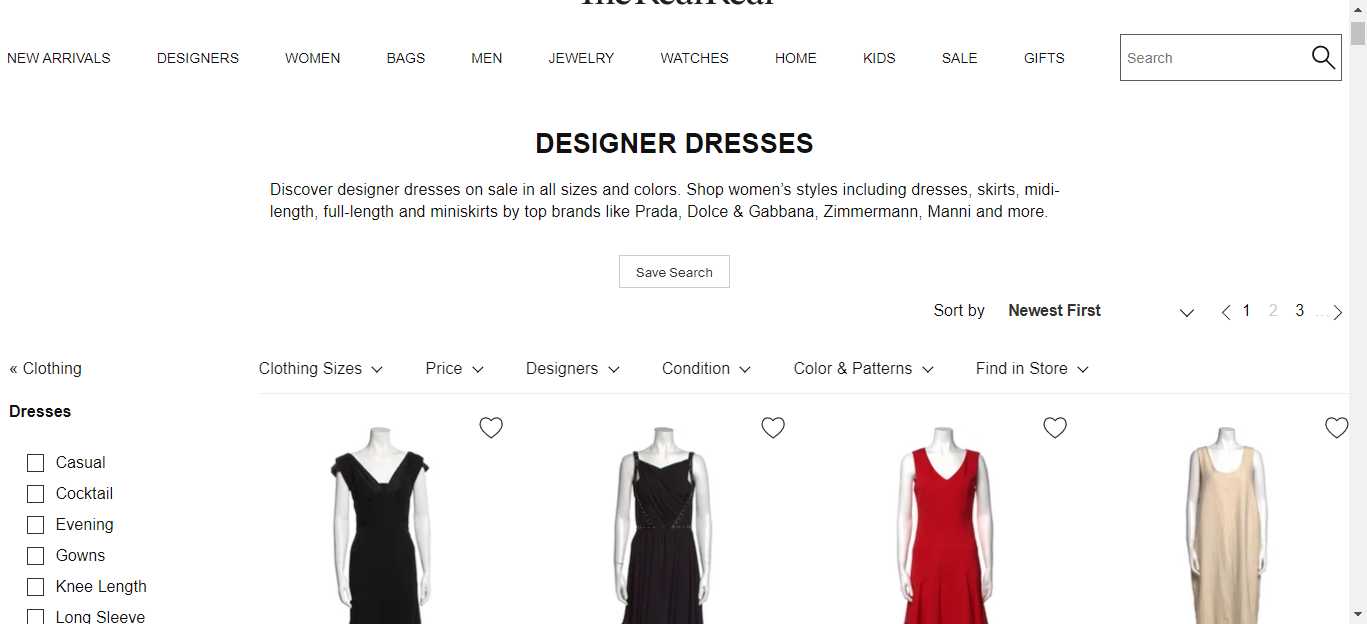 TheRealReal
NEW ARRIVALS DESIGNERS WOMEN BAGS MEN JEWELRY WATCHES HOME KIDS SALE GIFTS Search
DESIGNER DRESSES
Discover designer dresses on sale in all sizes and colors. Shop women’s styles including dresses, skirts, midi-
length, full-length and miniskirts by top brands like Prada, Dolce & Gabbana, Zimmermann, Manni and more.
Save Search
Sort by Newest First 1 2 3 ...
« Clothing Clothing Sizes Price Designers Condition Color & Patterns Find in Store
Dresses
Casual
Cocktail
Evening
Gowns
Knee Length
Long Sleeve